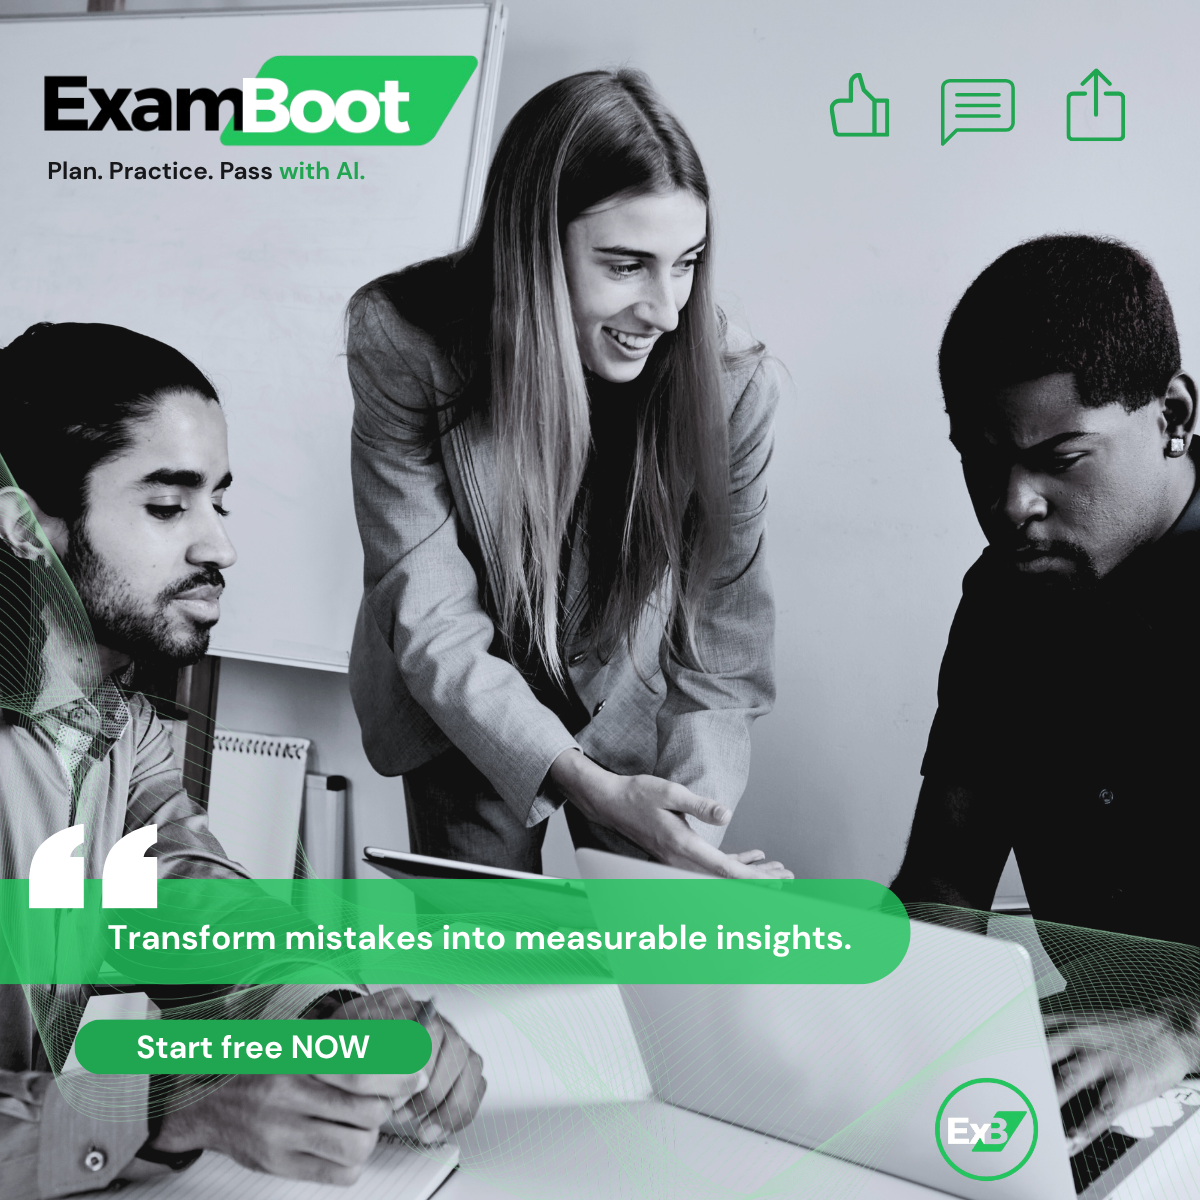 ExamBoot
Plan. Practice. Pass with AI.
Transform mistakes into measurable insights.
Start free NOW
ExB